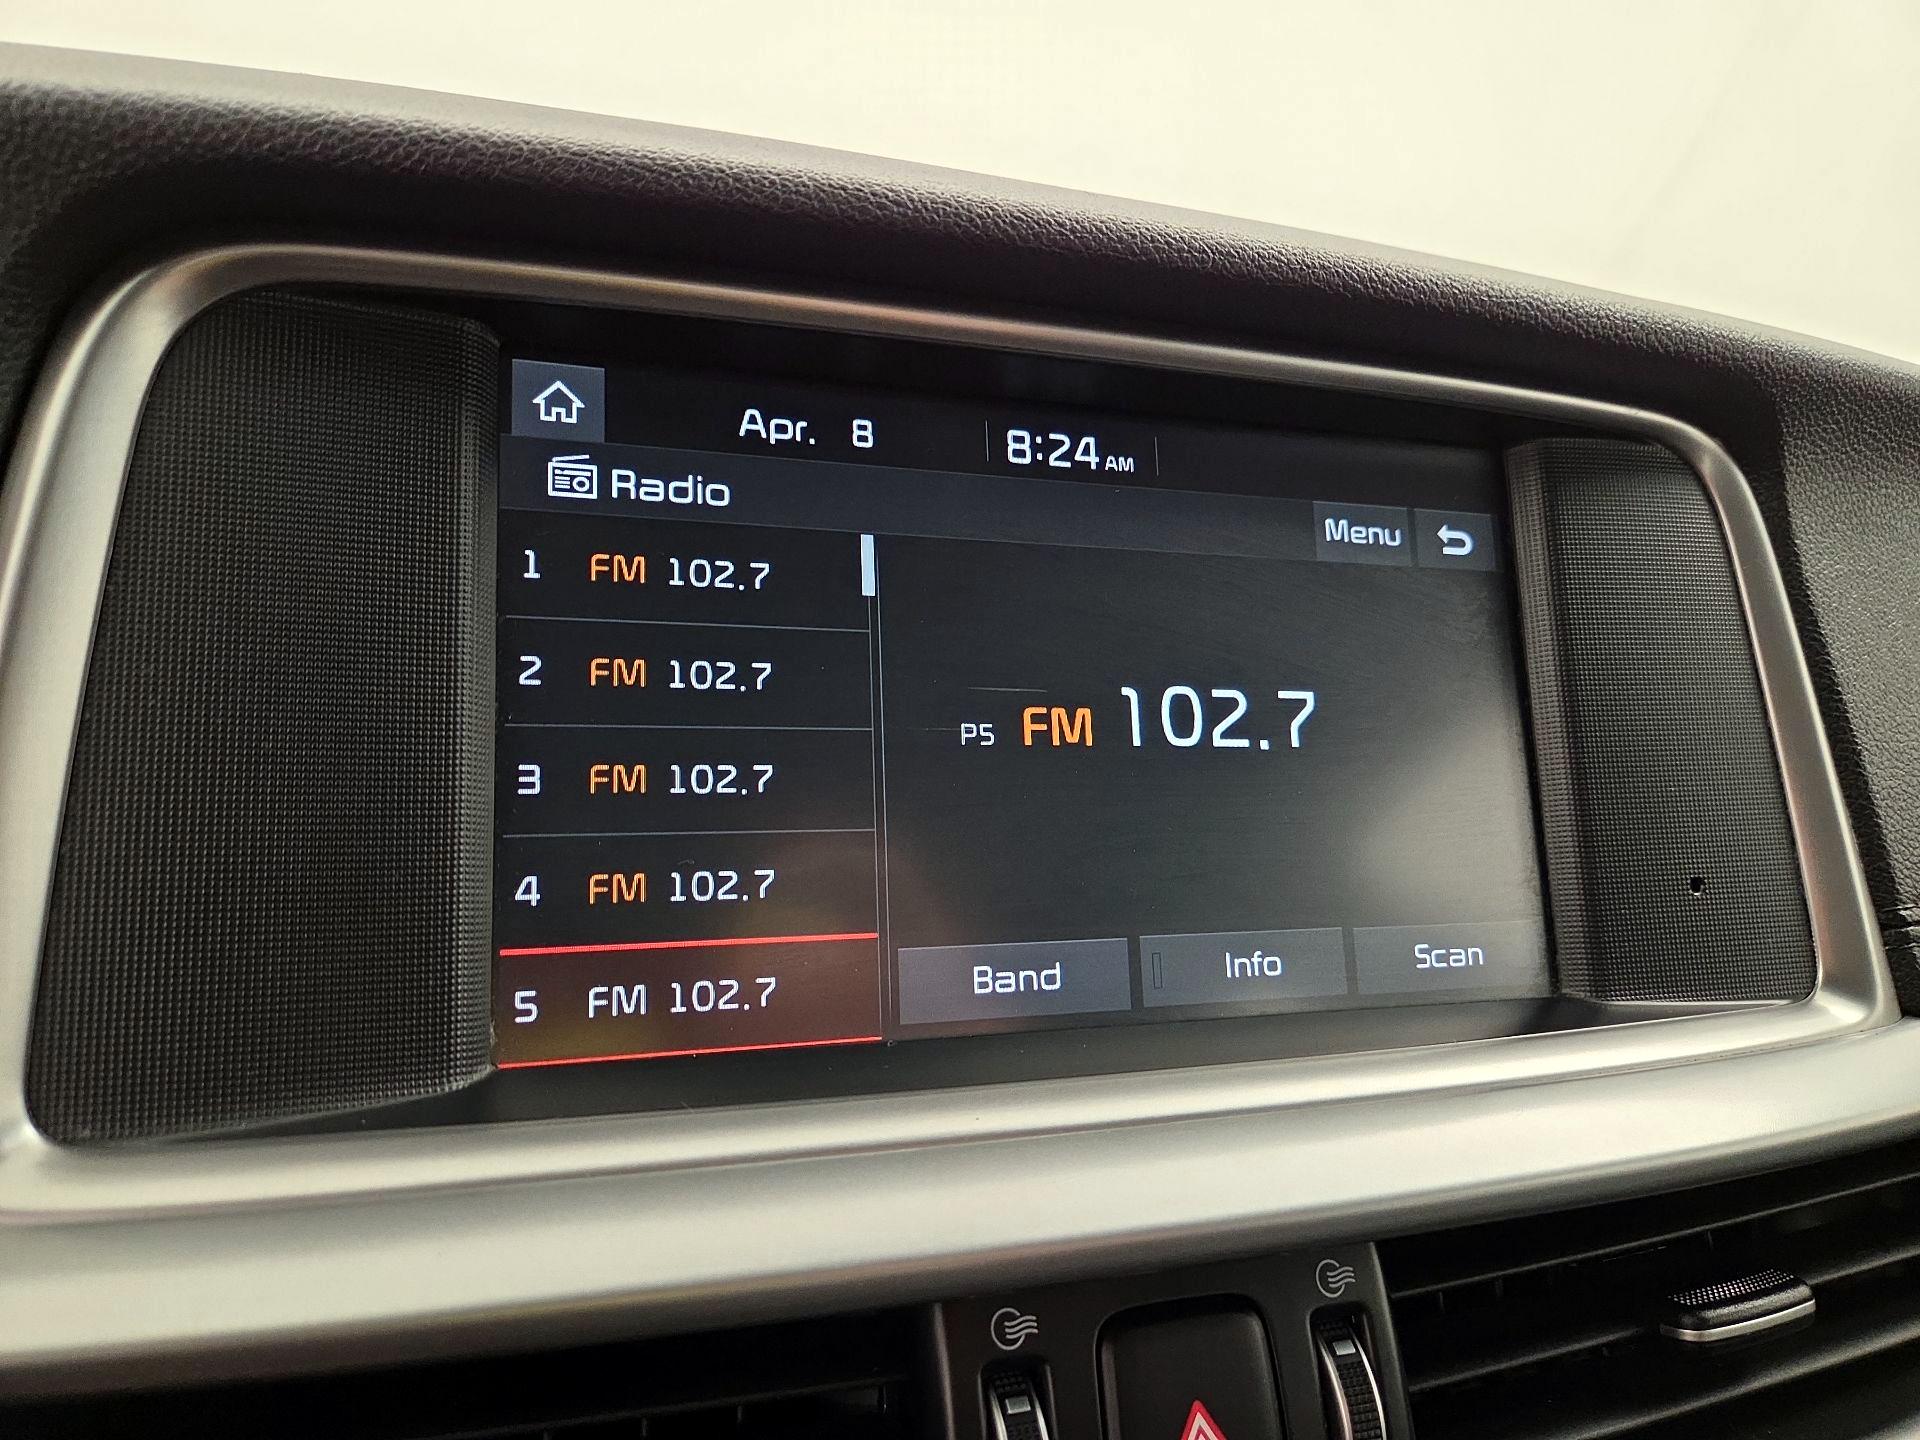 Apr. 8 8:24 AM
Radio
Menu
1 FM 102.7
2 FM 102.7
3 FM 102.7
4 FM 102.7
5 FM 102.7
P5 FM 102.7
Band Info Scan